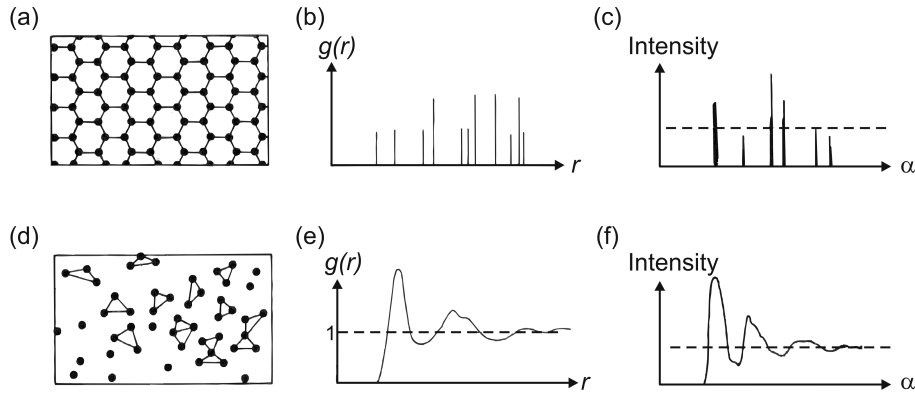 (a)
(b)
(c)
g(r)
r
Intensity
α
(d)
(e)
(f)
g(r)
1
r
Intensity
α